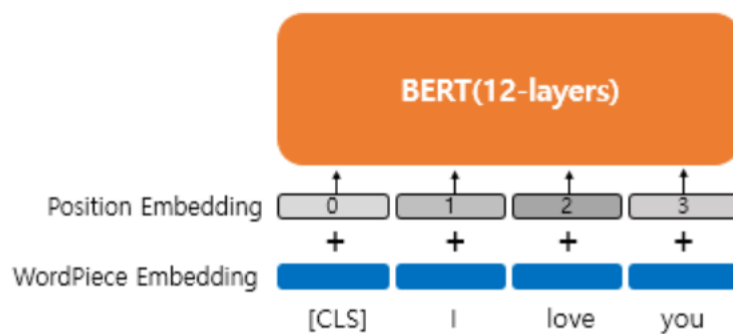 BERT(12-layers)
Position Embedding 0 1 2 3
+ + + +
WordPiece Embedding
[CLS] I love you